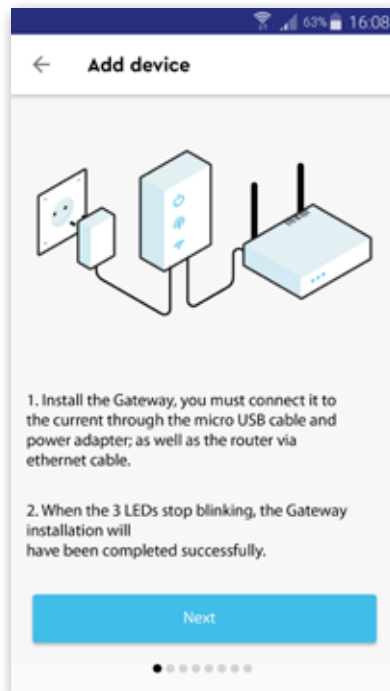 63% 16:08
Add device
1. Install the Gateway, you must connect it to
the current through the micro USB cable and
power adapter; as well as the router via
ethernet cable.
2. When the 3 LEDs stop blinking, the Gateway
installation will
have been completed successfully.
Next